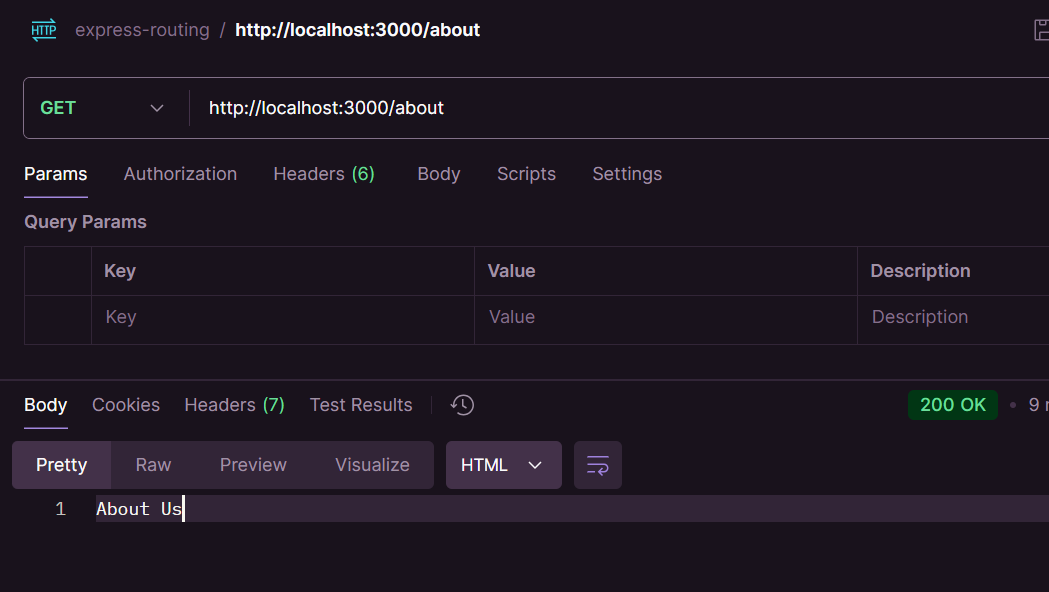 HTTP express-routing / http://localhost:3000/about
GET http://localhost:3000/about
Params Authorization Headers (6) Body Scripts Settings
Query Params
Key Value Description
Key Value Description
Body Cookies Headers (7) Test Results 200 OK • 9
Pretty Raw Preview Visualize HTML
1 About Us